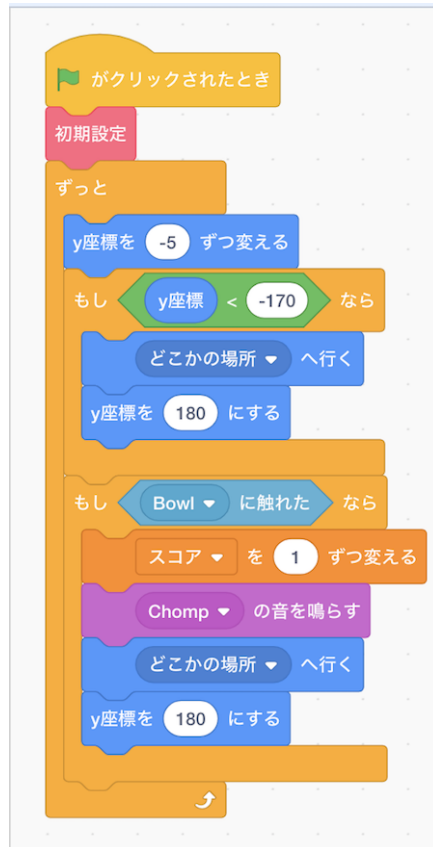 がクリックされたとき
初期設定
ずっと
y座標を -5 ずつ変える
もし y座標 < -170 なら
どこかの場所 へ行く
y座標を 180 にする
もし Bowl に触れた なら
スコア を 1 ずつ変える
Chomp の音を鳴らす
どこかの場所 へ行く
y座標を 180 にする